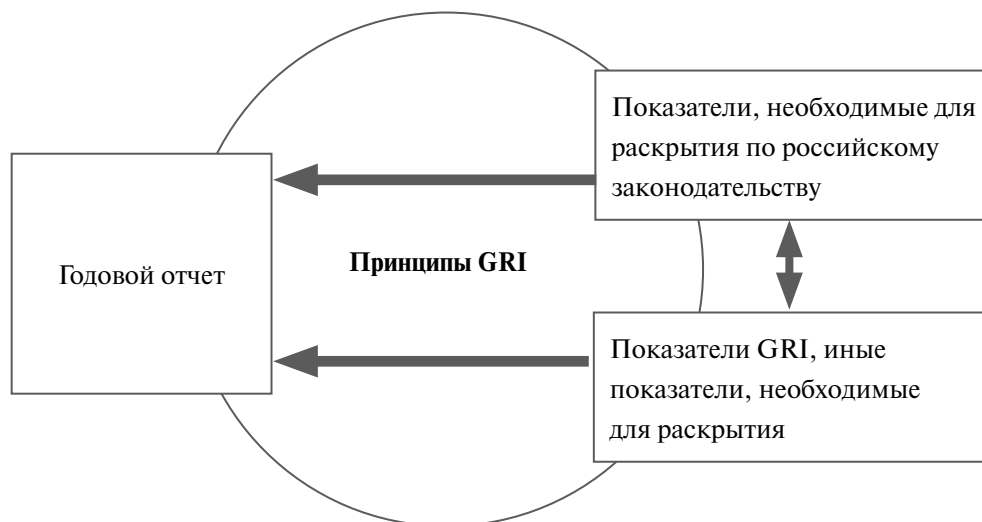 Показатели, необходимые для
раскрытия по российскому
законодательству
Годовой отчет
Принципы GRI
Показатели GRI, иные
показатели, необходимые
для раскрытия